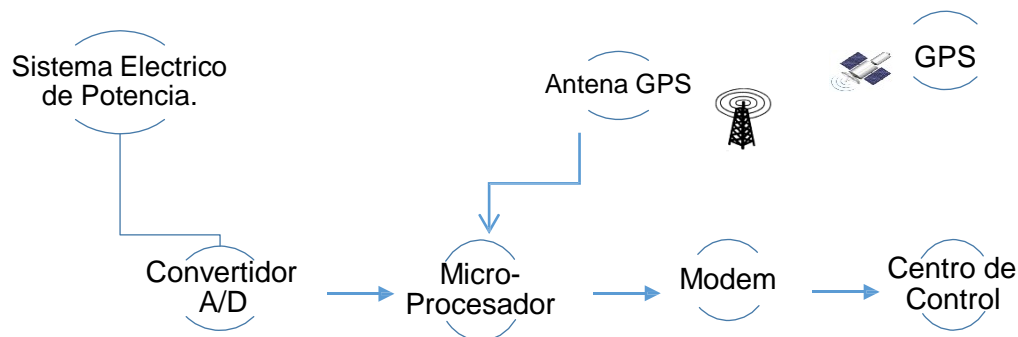 Sistema Electrico
de Potencia.
Antena GPS
GPS
Convertidor
A/D
Micro-
Procesador
Modem
Centro de
Control